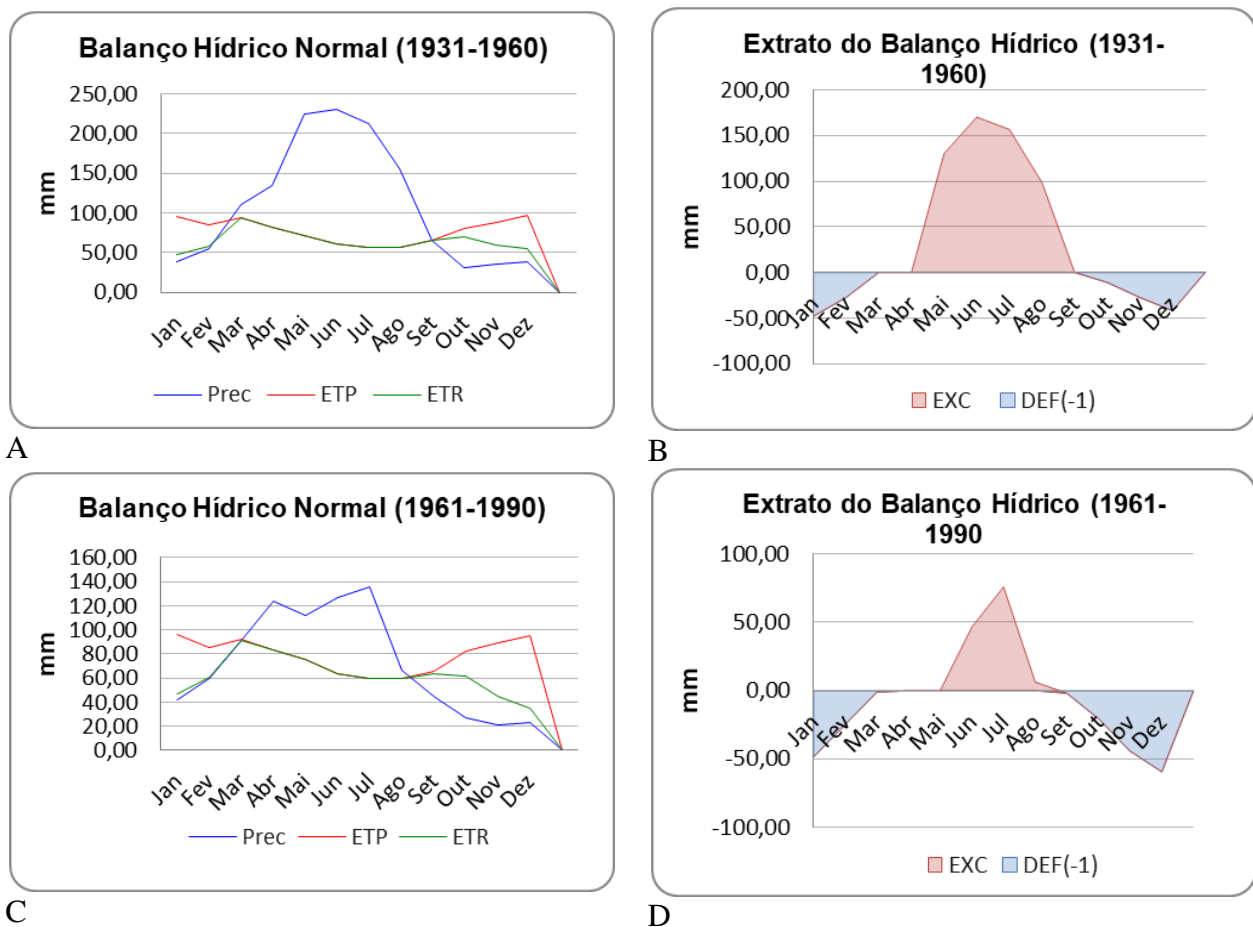 Balanço Hídrico Normal (1931-1960)
250,00
200,00
150,00
100,00
50,00
0,00
mm
Jan Fev Mar Abr Mai Jun Jul Ago Set Out Nov Dez
Prec ETP ETR
A
Extrato do Balanço Hídrico (1931-
1960)
200,00
150,00
100,00
50,00
0,00
-50,00
-100,00
mm
Jan Fev Mar Abr Mai Jun Jul Ago Set Out Nov Dez
EXC DEF(-1)
B
Balanço Hídrico Normal (1961-1990)
160,00
140,00
120,00
100,00
80,00
60,00
40,00
20,00
0,00
mm
Jan Fev Mar Abr Mai Jun Jul Ago Set Out Nov Dez
Prec ETP ETR
C
Extrato do Balanço Hídrico (1961-
1990
100,00
50,00
0,00
-50,00
-100,00
mm
Jan Fev Mar Abr Mai Jun Jul Ago Set Out Nov Dez
EXC DEF(-1)
D